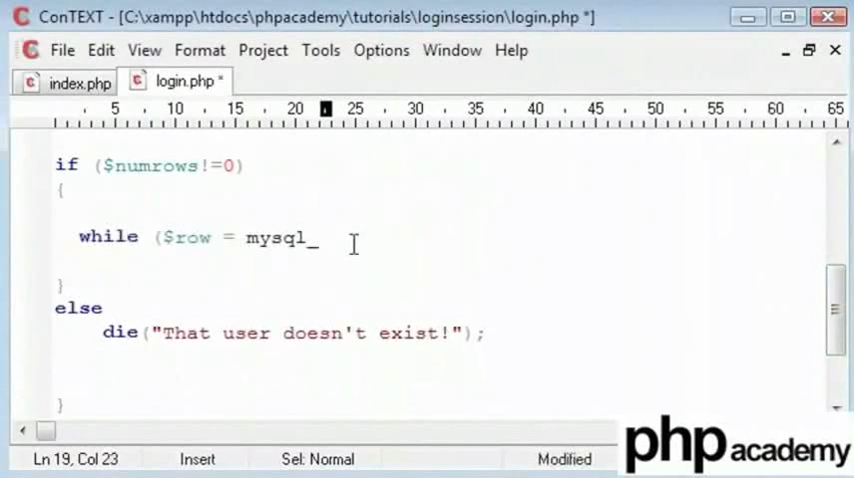 ConTEXT - [C:\xampp\htdocs\phpacademy\tutorials\loginsession\login.php *]
File Edit View Format Project Tools Options Window Help
index.php login.php *
5 10 15 20 25 30 35 40 45 50 55 60 65
if ($numrows!=0)
{
while ($row = mysql_
}
else
die("That user doesn't exist!");
}
Ln 19, Col 23 Insert Sel: Normal Modified
php academy